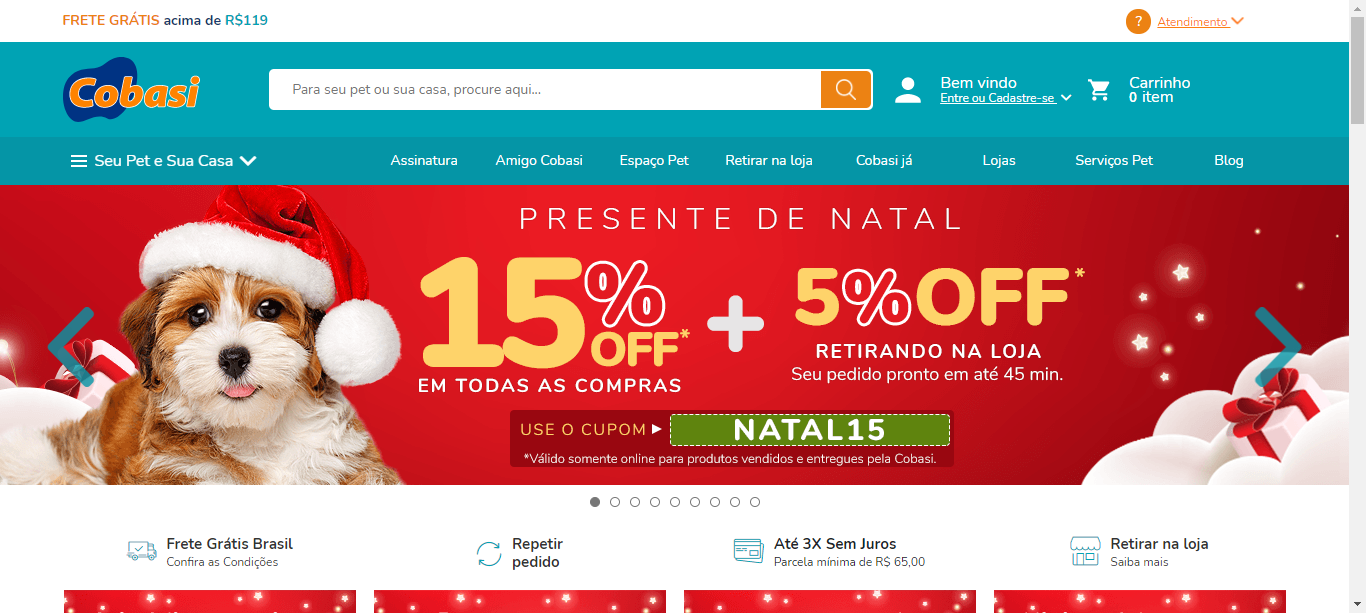 FRETE GRÁTIS acima de R$119
? Atendimento
Cobasi
Para seu pet ou sua casa, procure aqui...
Bem vindo
Entre ou Cadastre-se
Carrinho
0 item
Seu Pet e Sua Casa
Assinatura
Amigo Cobasi
Espaço Pet
Retirar na loja
Cobasi já
Lojas
Serviços Pet
Blog
PRESENTE DE NATAL
15% OFF*
EM TODAS AS COMPRAS
+
5% OFF*
RETIRANDO NA LOJA
Seu pedido pronto em até 45 min.
USE O CUPOM ▶ NATAL15
*Válido somente online para produtos vendidos e entregues pela Cobasi.
Frete Grátis Brasil
Confira as Condições
Repetir
pedido
Até 3X Sem Juros
Parcela mínima de R$ 65,00
Retirar na loja
Saiba mais